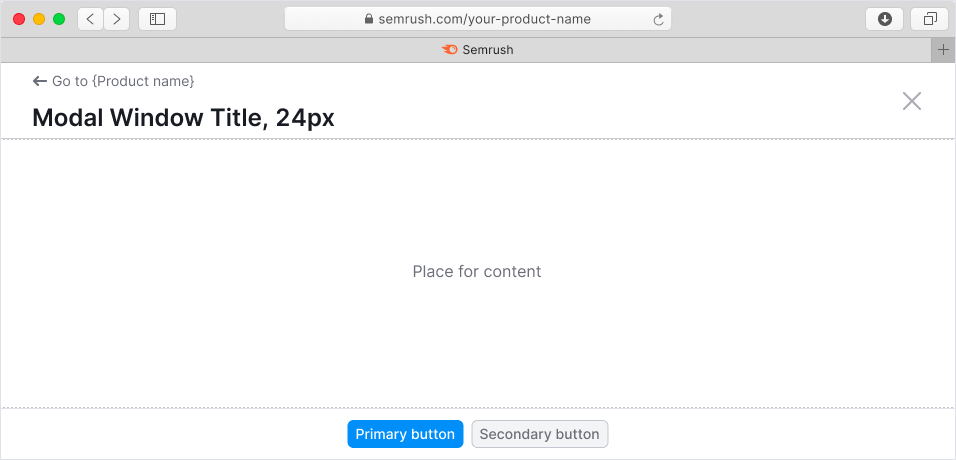 semrush.com/your-product-name
Semrush
Go to {Product name}
Modal Window Title, 24px
Place for content
Primary button
Secondary button